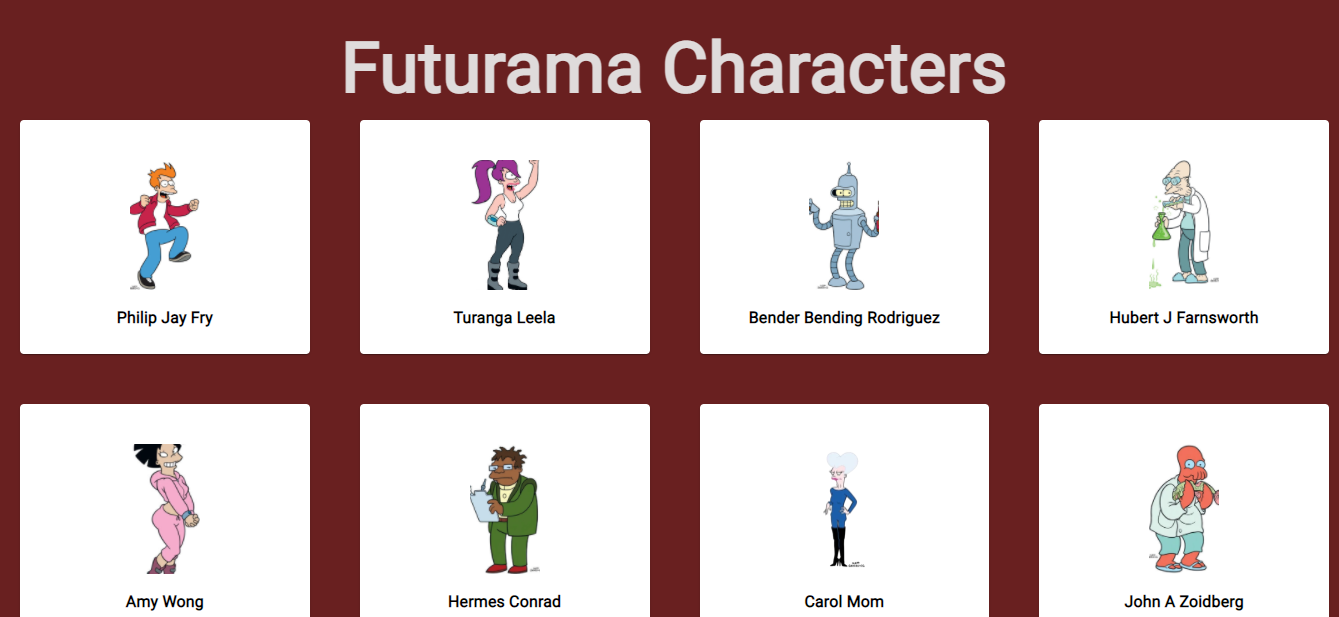 Futurama Characters
Philip Jay Fry
Turanga Leela
Bender Bending Rodriguez
Hubert J Farnsworth
Amy Wong
Hermes Conrad
Carol Mom
John A Zoidberg